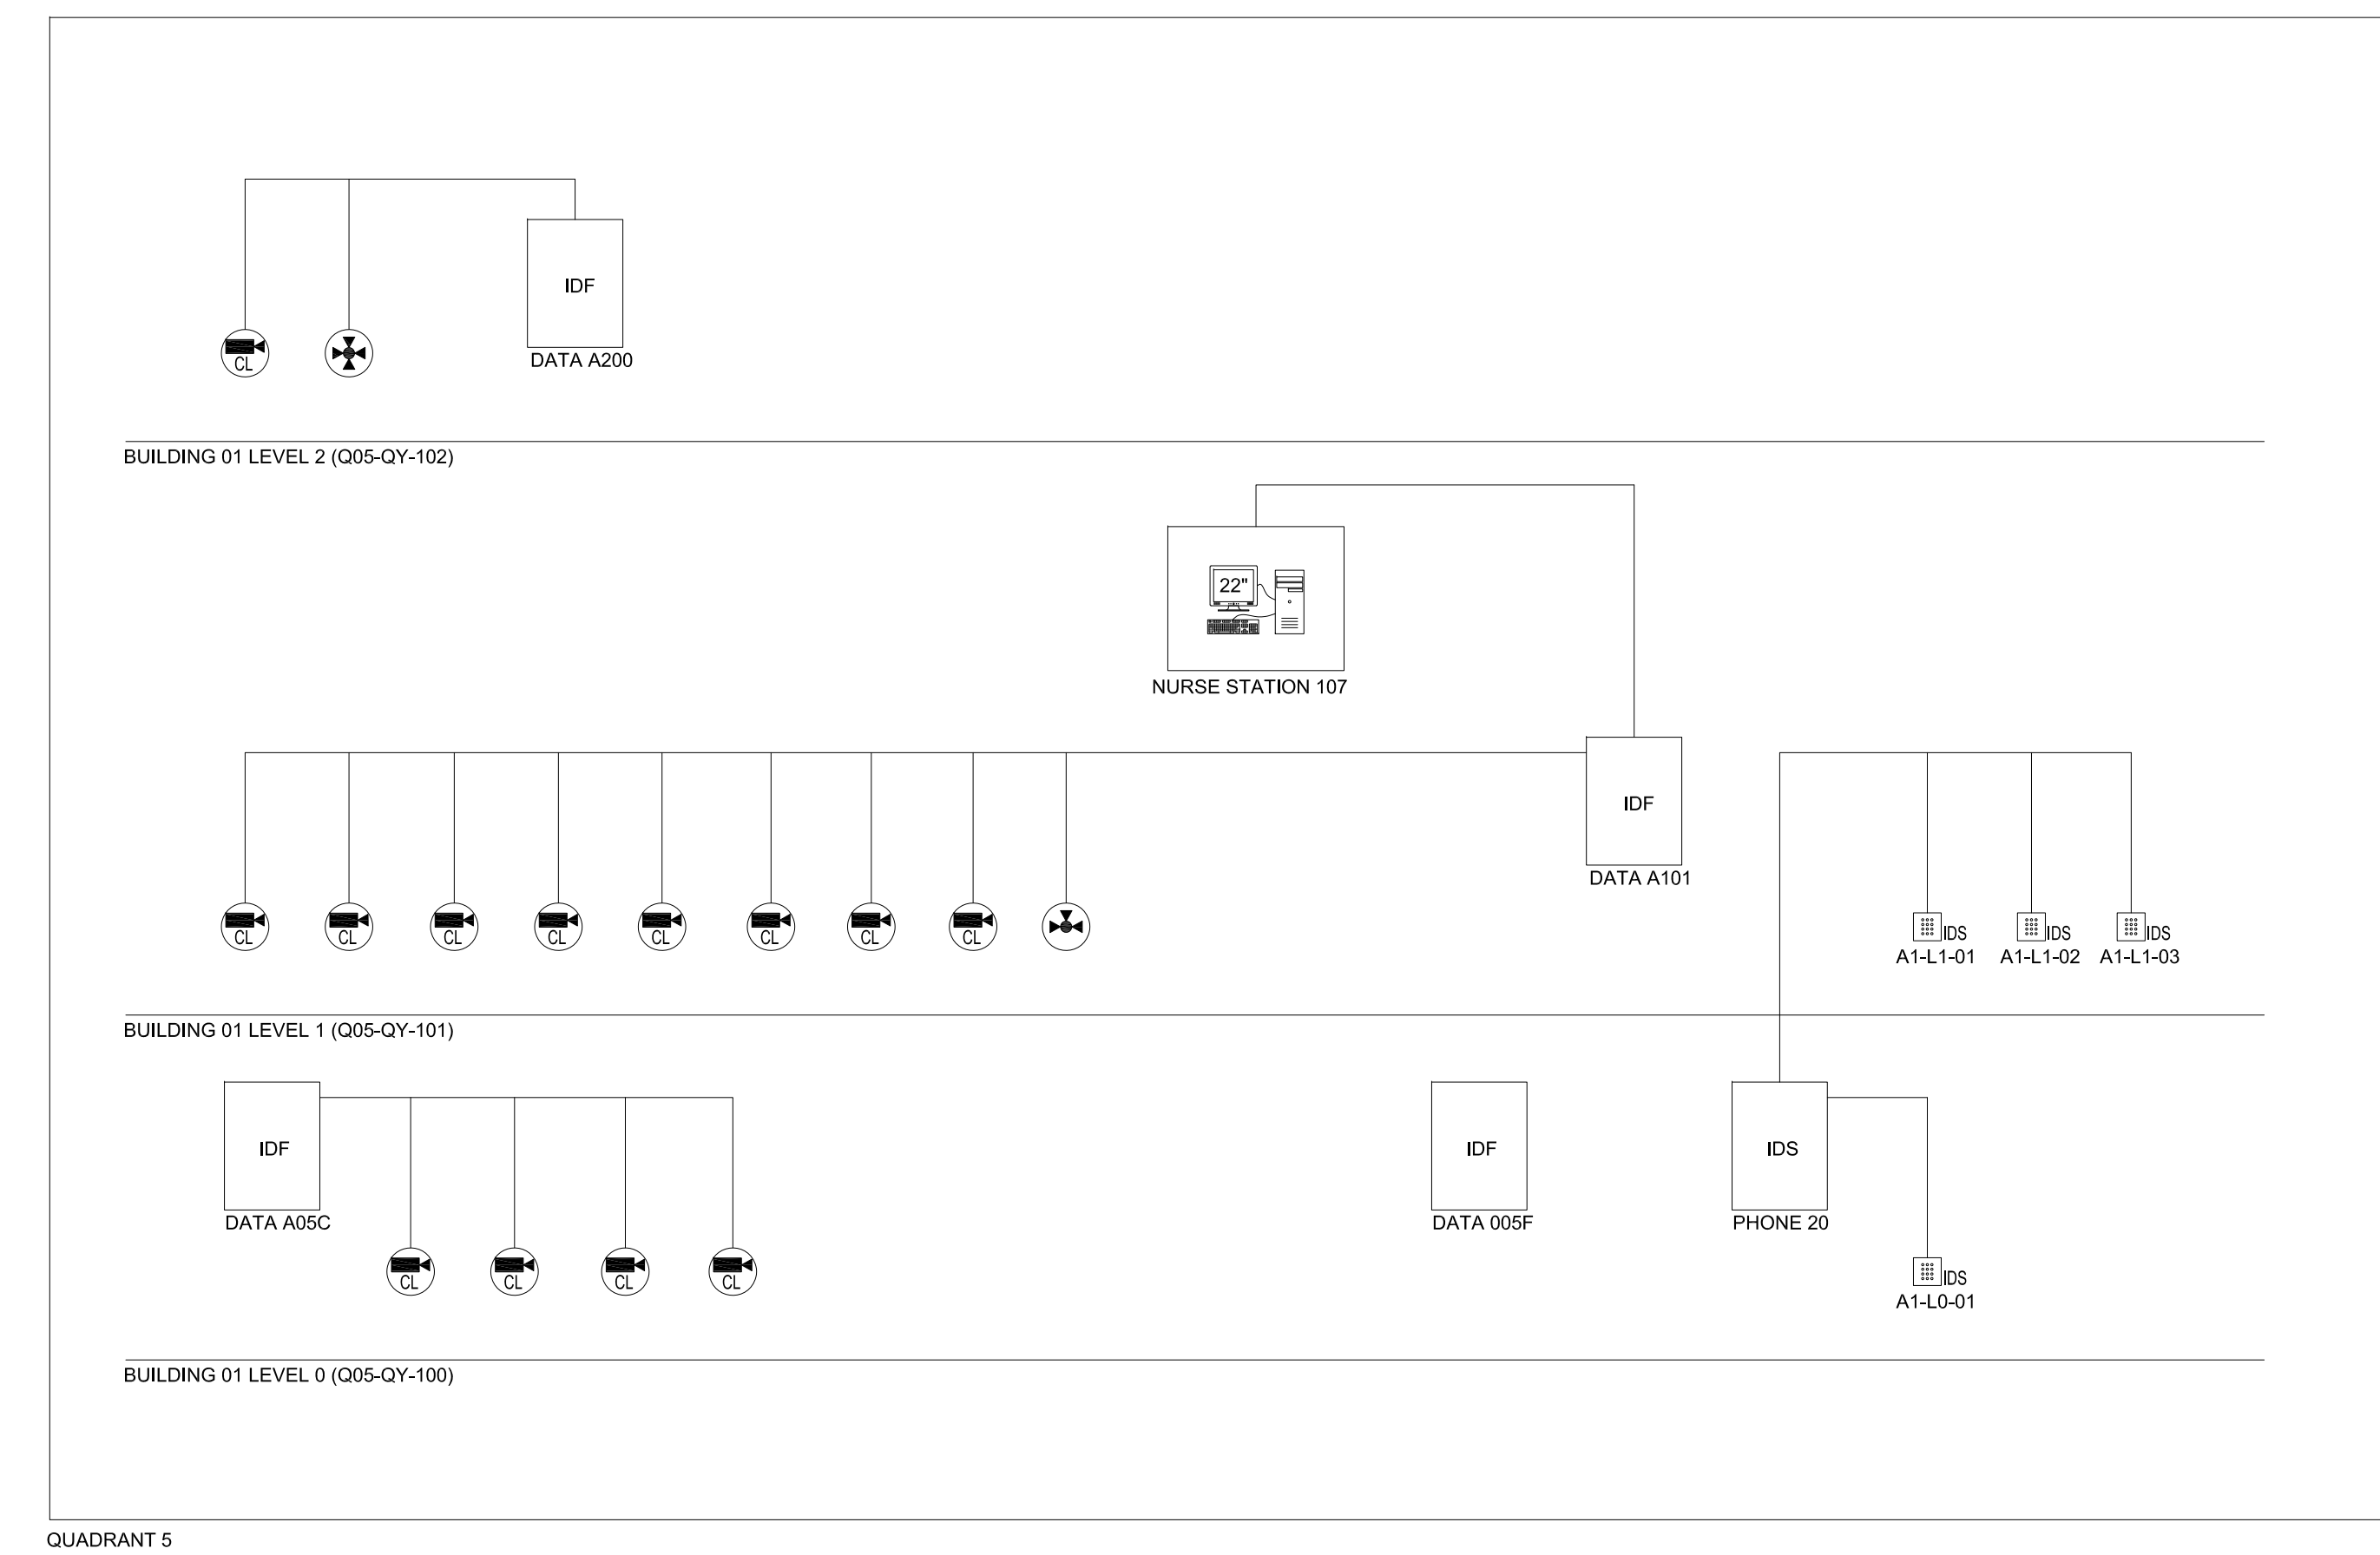 IDF
CL
DATA A200
BUILDING 01 LEVEL 2 (Q05-QY-102)
22"
NURSE STATION 107
IDF
DATA A101
CL CL CL CL CL CL CL CL
IDS IDS IDS
A1-L1-01 A1-L1-02 A1-L1-03
BUILDING 01 LEVEL 1 (Q05-QY-101)
IDF IDF IDS
DATA A05C DATA 005F PHONE 20
CL CL CL CL
IDS
A1-L0-01
BUILDING 01 LEVEL 0 (Q05-QY-100)
QUADRANT 5